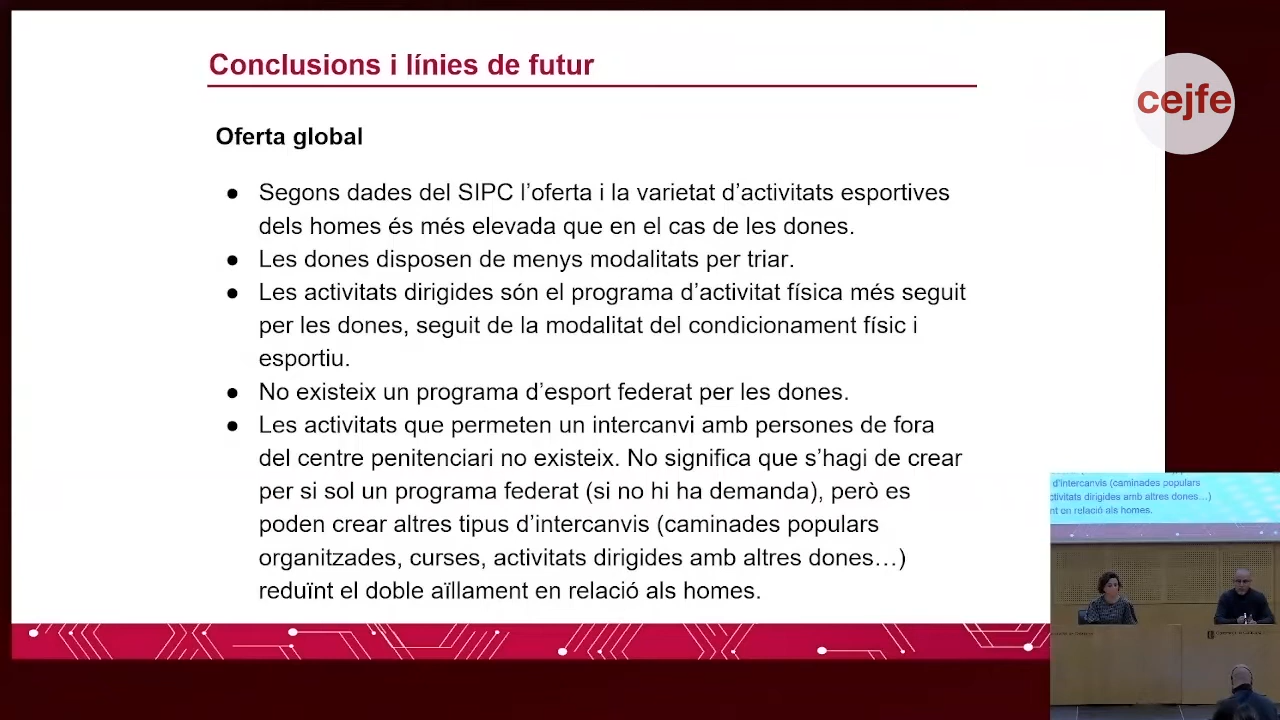 Conclusions i línies de futur
cejfe
Oferta global
● Segons dades del SIPC l’oferta i la varietat d’activitats esportives
dels homes és més elevada que en el cas de les dones.
● Les dones disposen de menys modalitats per triar.
● Les activitats dirigides són el programa d’activitat física més seguit
per les dones, seguit de la modalitat del condicionament físic i
esportiu.
● No existeix un programa d’esport federat per les dones.
● Les activitats que permeten un intercanvi amb persones de fora
del centre penitenciari no existeix. No significa que s’hagi de crear
per si sol un programa federat (si no hi ha demanda), però es
poden crear altres tipus d’intercanvis (caminades populars
organitzades, curses, activitats dirigides amb altres dones…)
reduïnt el doble aïllament en relació als homes.
d’intercanvis (caminades populars
ctivitats dirigides amb altres dones…)
nt en relació als homes.